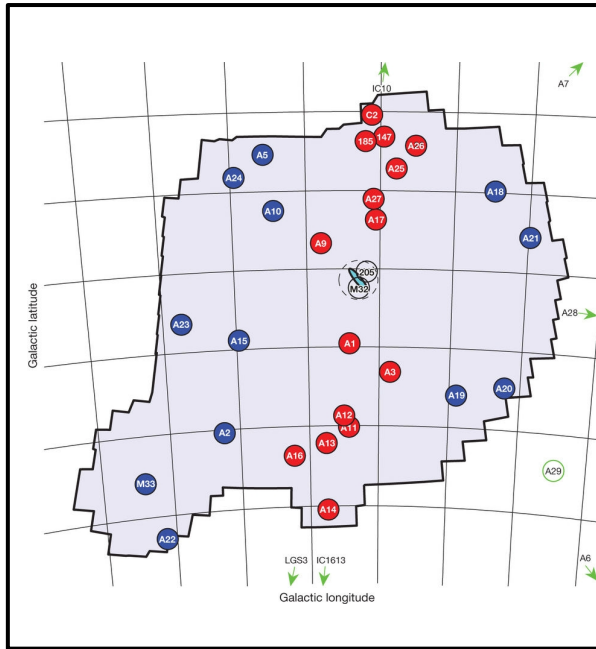 IC10
A7
C2
185
147
A26
A5
A25
A24
A18
A27
A10
A17
A21
A9
205
M32
A28
A23
A15
A1
A3
A20
A19
A12
A11
A2
A13
A16
A29
M33
A14
A22
LGS3
IC1613
A6
Galactic latitude
Galactic longitude